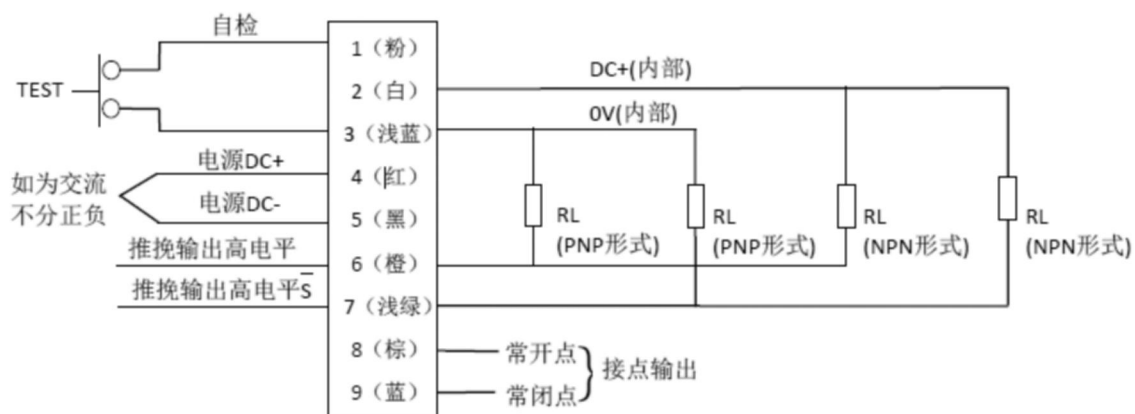 自检
TEST
电源DC+
如为交流
不分正负
电源DC-
推挽输出高电平
推挽输出高电平S̅
1（粉）
2（白）
3（浅蓝）
4（红）
5（黑）
6（橙）
7（浅绿）
8（棕）
9（蓝）
DC+(内部)
0V(内部)
RL
(PNP形式)
RL
(PNP形式)
RL
(NPN形式)
RL
(NPN形式)
常开点
常闭点
接点输出